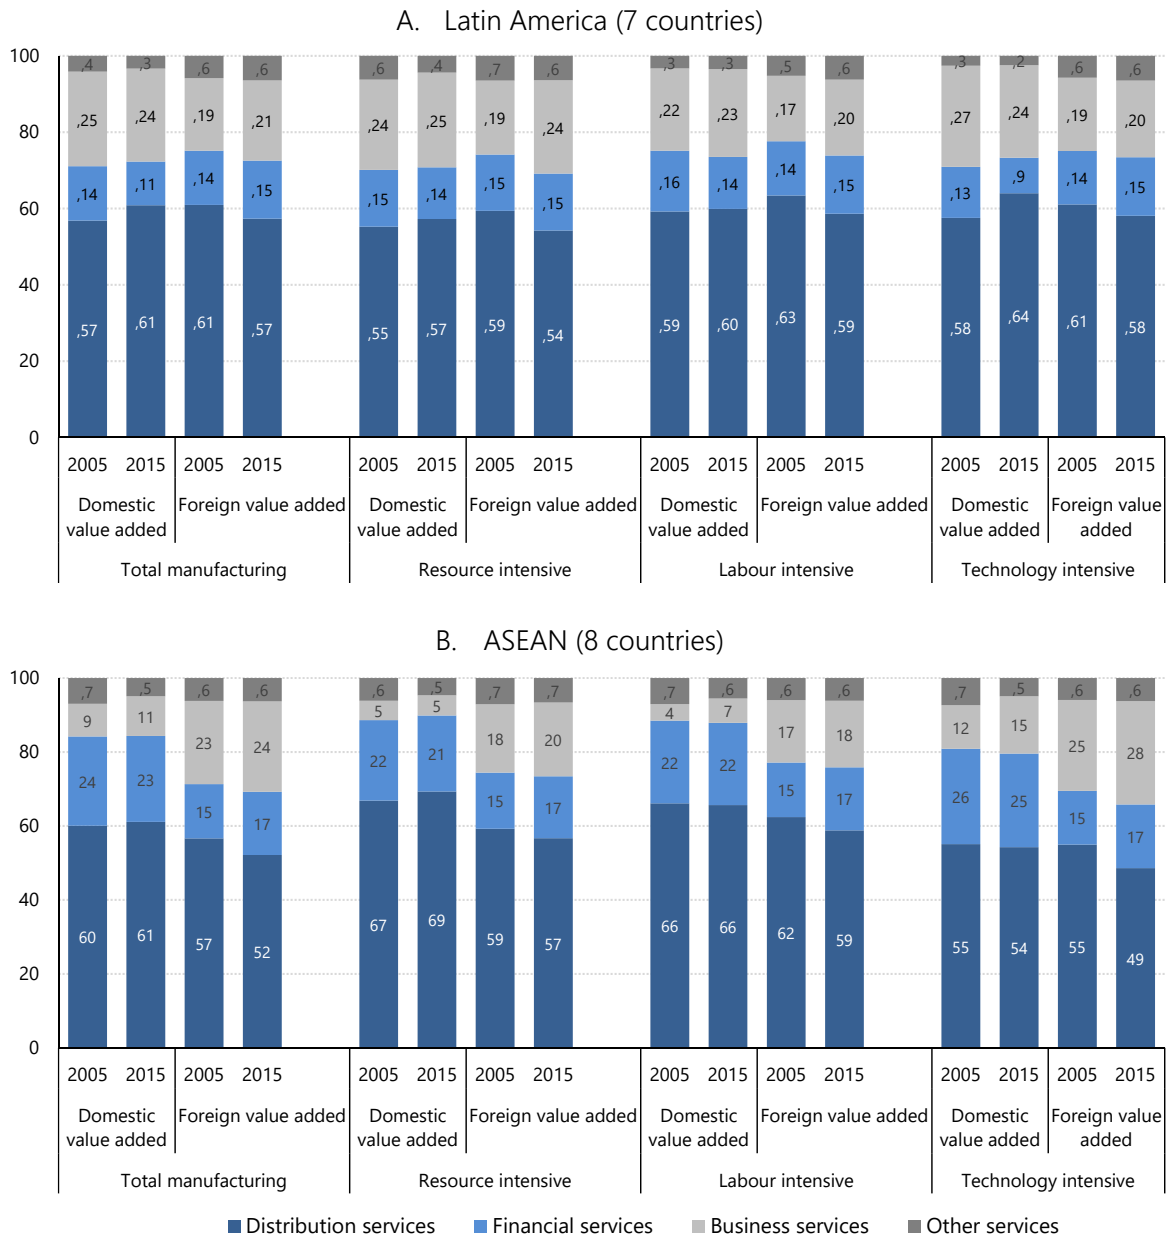 A. Latin America (7 countries)
100
80
60
40
20
0
,4 ,3 ,6 ,6 ,6 ,4 ,7 ,6 ,3 ,3 ,5 ,6 ,3 ,2 ,6 ,6
,25 ,24 ,19 ,21 ,24 ,25 ,19 ,24 ,22 ,23 ,17 ,20 ,27 ,24 ,19 ,20
,14 ,11 ,14 ,15 ,15 ,14 ,15 ,15 ,16 ,14 ,14 ,15 ,13 ,9 ,14 ,15
,57 ,61 ,61 ,57 ,55 ,57 ,59 ,54 ,59 ,60 ,63 ,59 ,58 ,64 ,61 ,58
2005 2015 2005 2015 2005 2015 2005 2015 2005 2015 2005 2015 2005 2015 2005 2015
Domestic value added Foreign value added Domestic value added Foreign value added Domestic value added Foreign value added Domestic value added Foreign value added
Total manufacturing Resource intensive Labour intensive Technology intensive
B. ASEAN (8 countries)
100
80
60
40
20
0
,7 ,5 ,6 ,6 ,6 ,5 ,7 ,7 ,7 ,6 ,6 ,6 ,7 ,5 ,6 ,6
9 11 23 24 5 5 18 20 4 7 17 18 12 15 25 28
24 23 15 17 22 21 15 17 22 22 15 17 26 25 15 17
60 61 57 52 67 69 59 57 66 66 62 59 55 54 55 49
2005 2015 2005 2015 2005 2015 2005 2015 2005 2015 2005 2015 2005 2015 2005 2015
Domestic value added Foreign value added Domestic value added Foreign value added Domestic value added Foreign value added Domestic value added Foreign value added
Total manufacturing Resource intensive Labour intensive Technology intensive
Distribution services Financial services Business services Other services